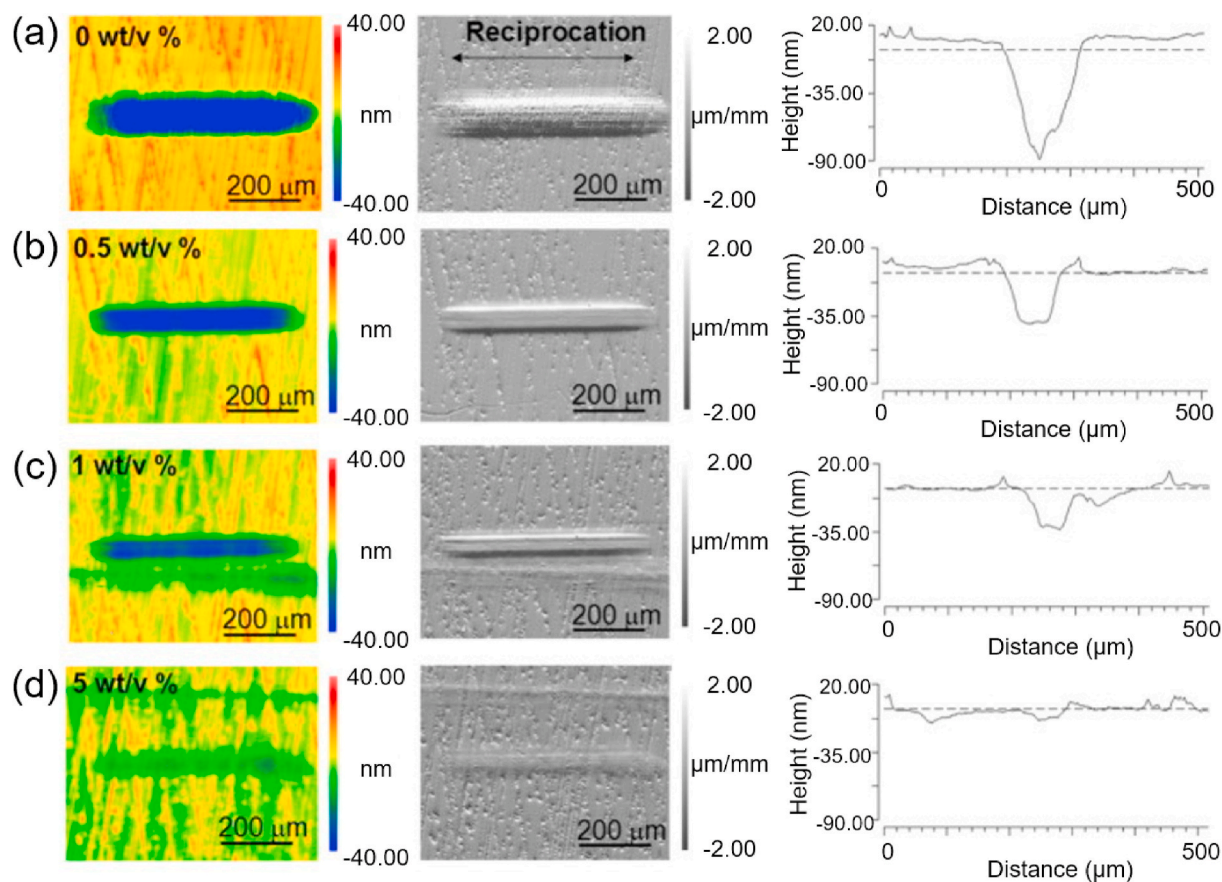 (a)
0 wt/v %
200 μm
40.00
nm
-40.00
Reciprocation
200 μm
2.00
μm/mm
-2.00
Height (nm)
20.00
-35.00
-90.00
0
500
Distance (μm)
(b)
0.5 wt/v %
200 μm
40.00
nm
-40.00
200 μm
2.00
μm/mm
-2.00
Height (nm)
20.00
-35.00
-90.00
0
500
Distance (μm)
(c)
1 wt/v %
200 μm
40.00
nm
-40.00
200 μm
2.00
μm/mm
-2.00
Height (nm)
20.00
-35.00
-90.00
0
500
Distance (μm)
(d)
5 wt/v %
200 μm
40.00
nm
-40.00
200 μm
2.00
μm/mm
-2.00
Height (nm)
20.00
-35.00
-90.00
0
500
Distance (μm)